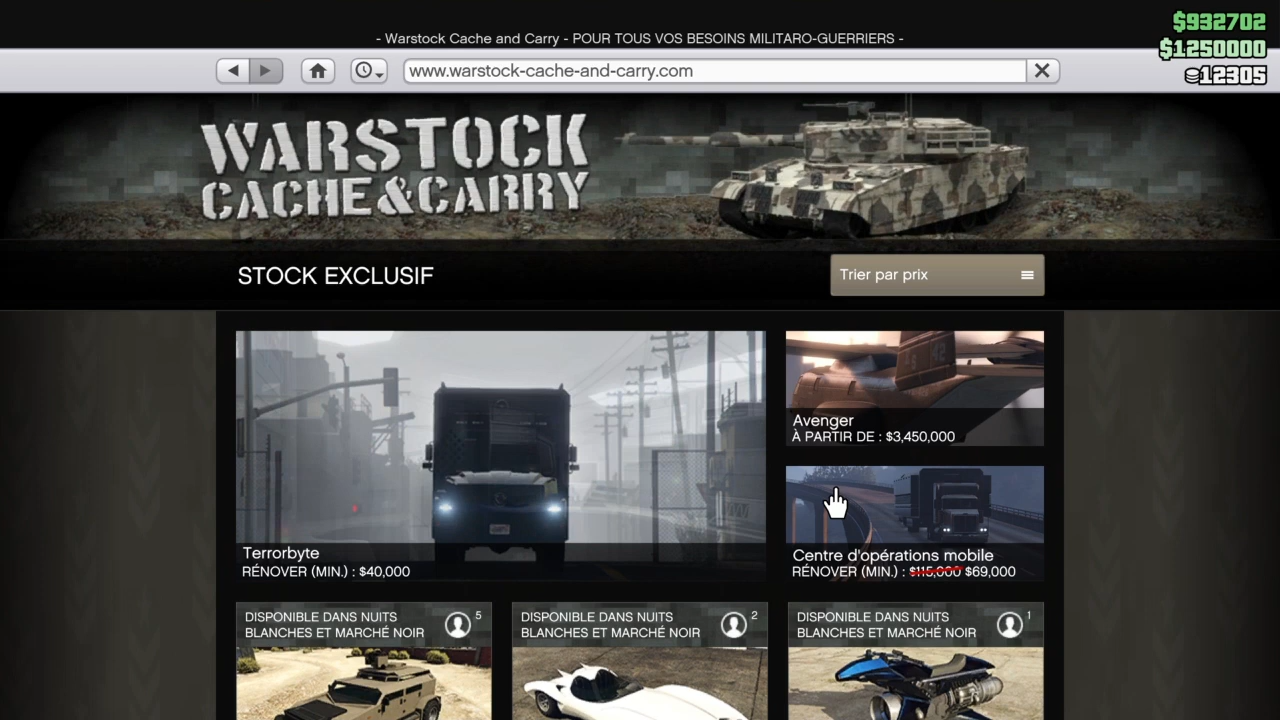 - Warstock Cache and Carry - POUR TOUS VOS BESOINS MILITARO-GUERRIERS -
$932702
$1250000
12305
www.warstock-cache-and-carry.com
WARSTOCK
CACHE&CARRY
STOCK EXCLUSIF
Trier par prix
Terrorbyte
RÉNOVER (MIN.) : $40,000
Avenger
À PARTIR DE : $3,450,000
Centre d'opérations mobile
RÉNOVER (MIN.) : $115,000 $69,000
DISPONIBLE DANS NUITS
BLANCHES ET MARCHÉ NOIR
5
DISPONIBLE DANS NUITS
BLANCHES ET MARCHÉ NOIR
2
DISPONIBLE DANS NUITS
BLANCHES ET MARCHÉ NOIR
1